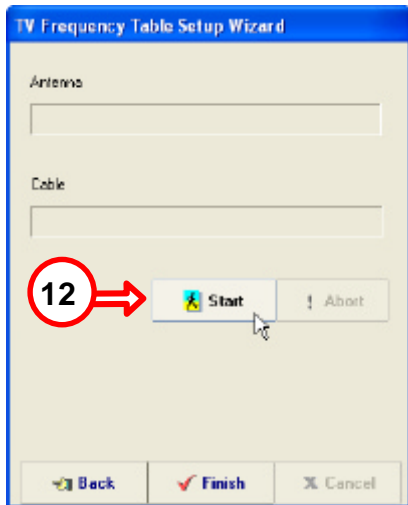 TV Frequency Table Setup Wizard
Antenna
Cable
12 Start ! Abort
Back Finish X Cancel